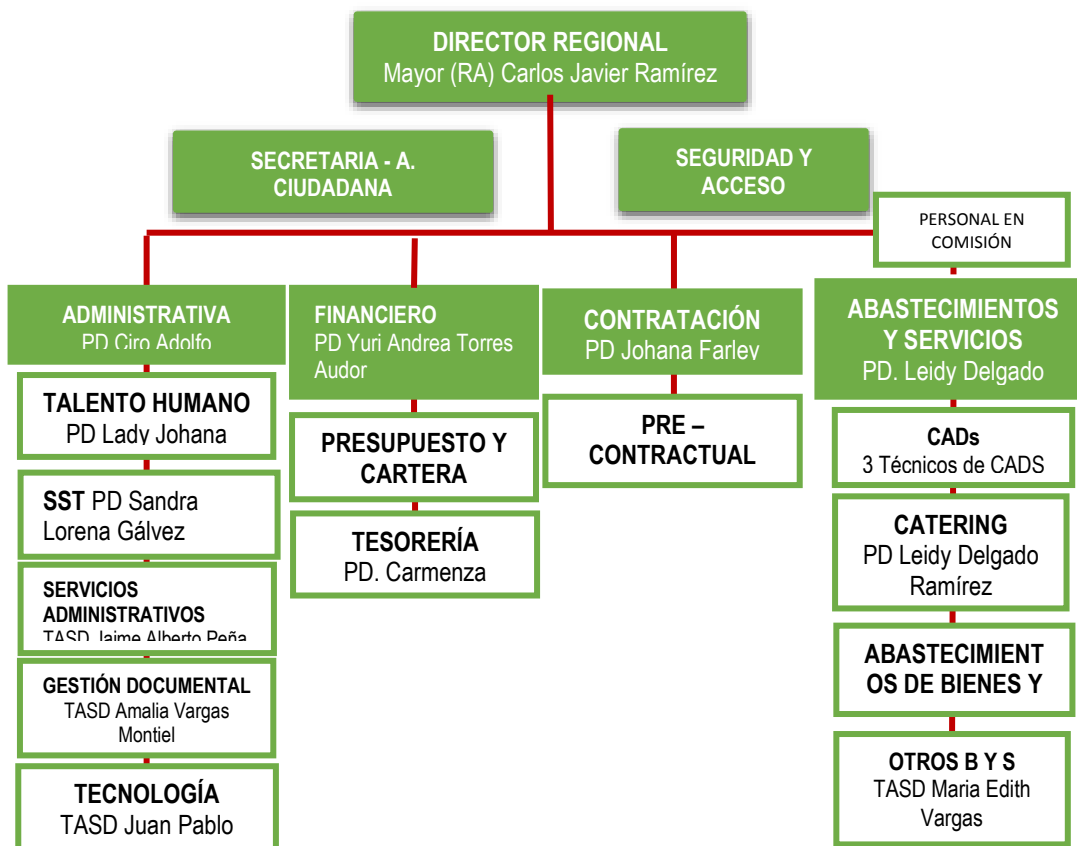 DIRECTOR REGIONAL
Mayor (RA) Carlos Javier Ramírez
SECRETARIA - A.
CIUDADANA
SEGURIDAD Y
ACCESO
PERSONAL EN
COMISIÓN
ADMINISTRATIVA
PD Ciro Adolfo
TALENTO HUMANO
PD Lady Johana
SST PD Sandra
Lorena Gálvez
SERVICIOS
ADMINISTRATIVOS
TASD Jaime Alberto Peña
GESTIÓN DOCUMENTAL
TASD Amalia Vargas
Montiel
TECNOLOGÍA
TASD Juan Pablo
FINANCIERO
PD Yuri Andrea Torres
Audor
PRESUPUESTO Y
CARTERA
TESORERÍA
PD. Carmenza
CONTRATACIÓN
PD Johana Farley
PRE –
CONTRACTUAL
ABASTECIMIENTOS
Y SERVICIOS
PD. Leidy Delgado
CADs
3 Técnicos de CADS
CATERING
PD Leidy Delgado
Ramírez
ABASTECIMIENT
OS DE BIENES Y
OTROS B Y S
TASD Maria Edith
Vargas